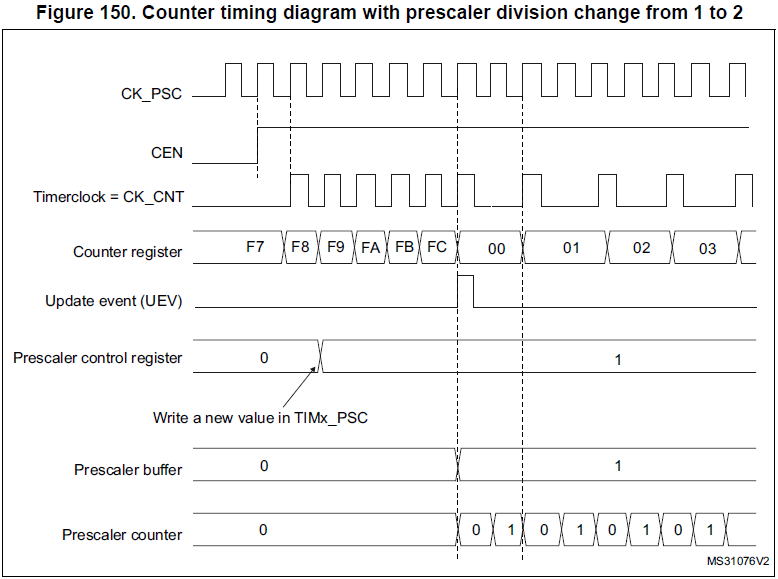 Figure 150. Counter timing diagram with prescaler division change from 1 to 2
CK_PSC
CEN
Timerclock = CK_CNT
Counter register F7 F8 F9 FA FB FC 00 01 02 03
Update event (UEV)
Prescaler control register 0 1
Write a new value in TIMx_PSC
Prescaler buffer 0 1
Prescaler counter 0 0 1 0 1 0 1 0 1
MS31076V2